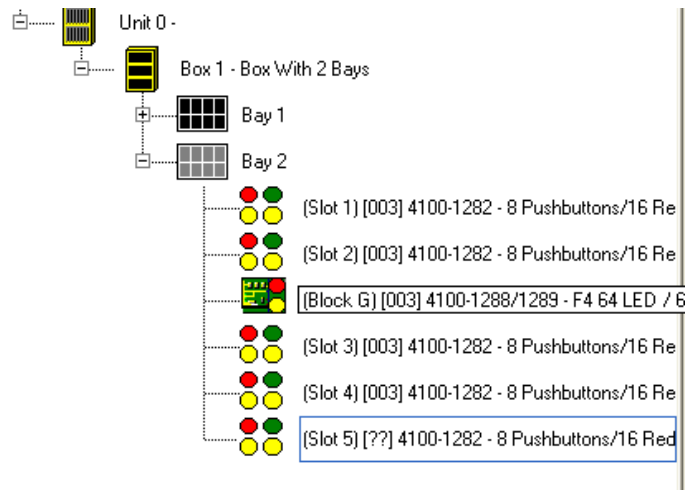 Unit 0 -
Box 1 - Box With 2 Bays
Bay 1
Bay 2
(Slot 1) [003] 4100-1282 - 8 Pushbuttons/16 Re
(Slot 2) [003] 4100-1282 - 8 Pushbuttons/16 Re
(Block G) [003] 4100-1288/1289 - F4 64 LED / 6
(Slot 3) [003] 4100-1282 - 8 Pushbuttons/16 Re
(Slot 4) [003] 4100-1282 - 8 Pushbuttons/16 Re
(Slot 5) [??] 4100-1282 - 8 Pushbuttons/16 Red